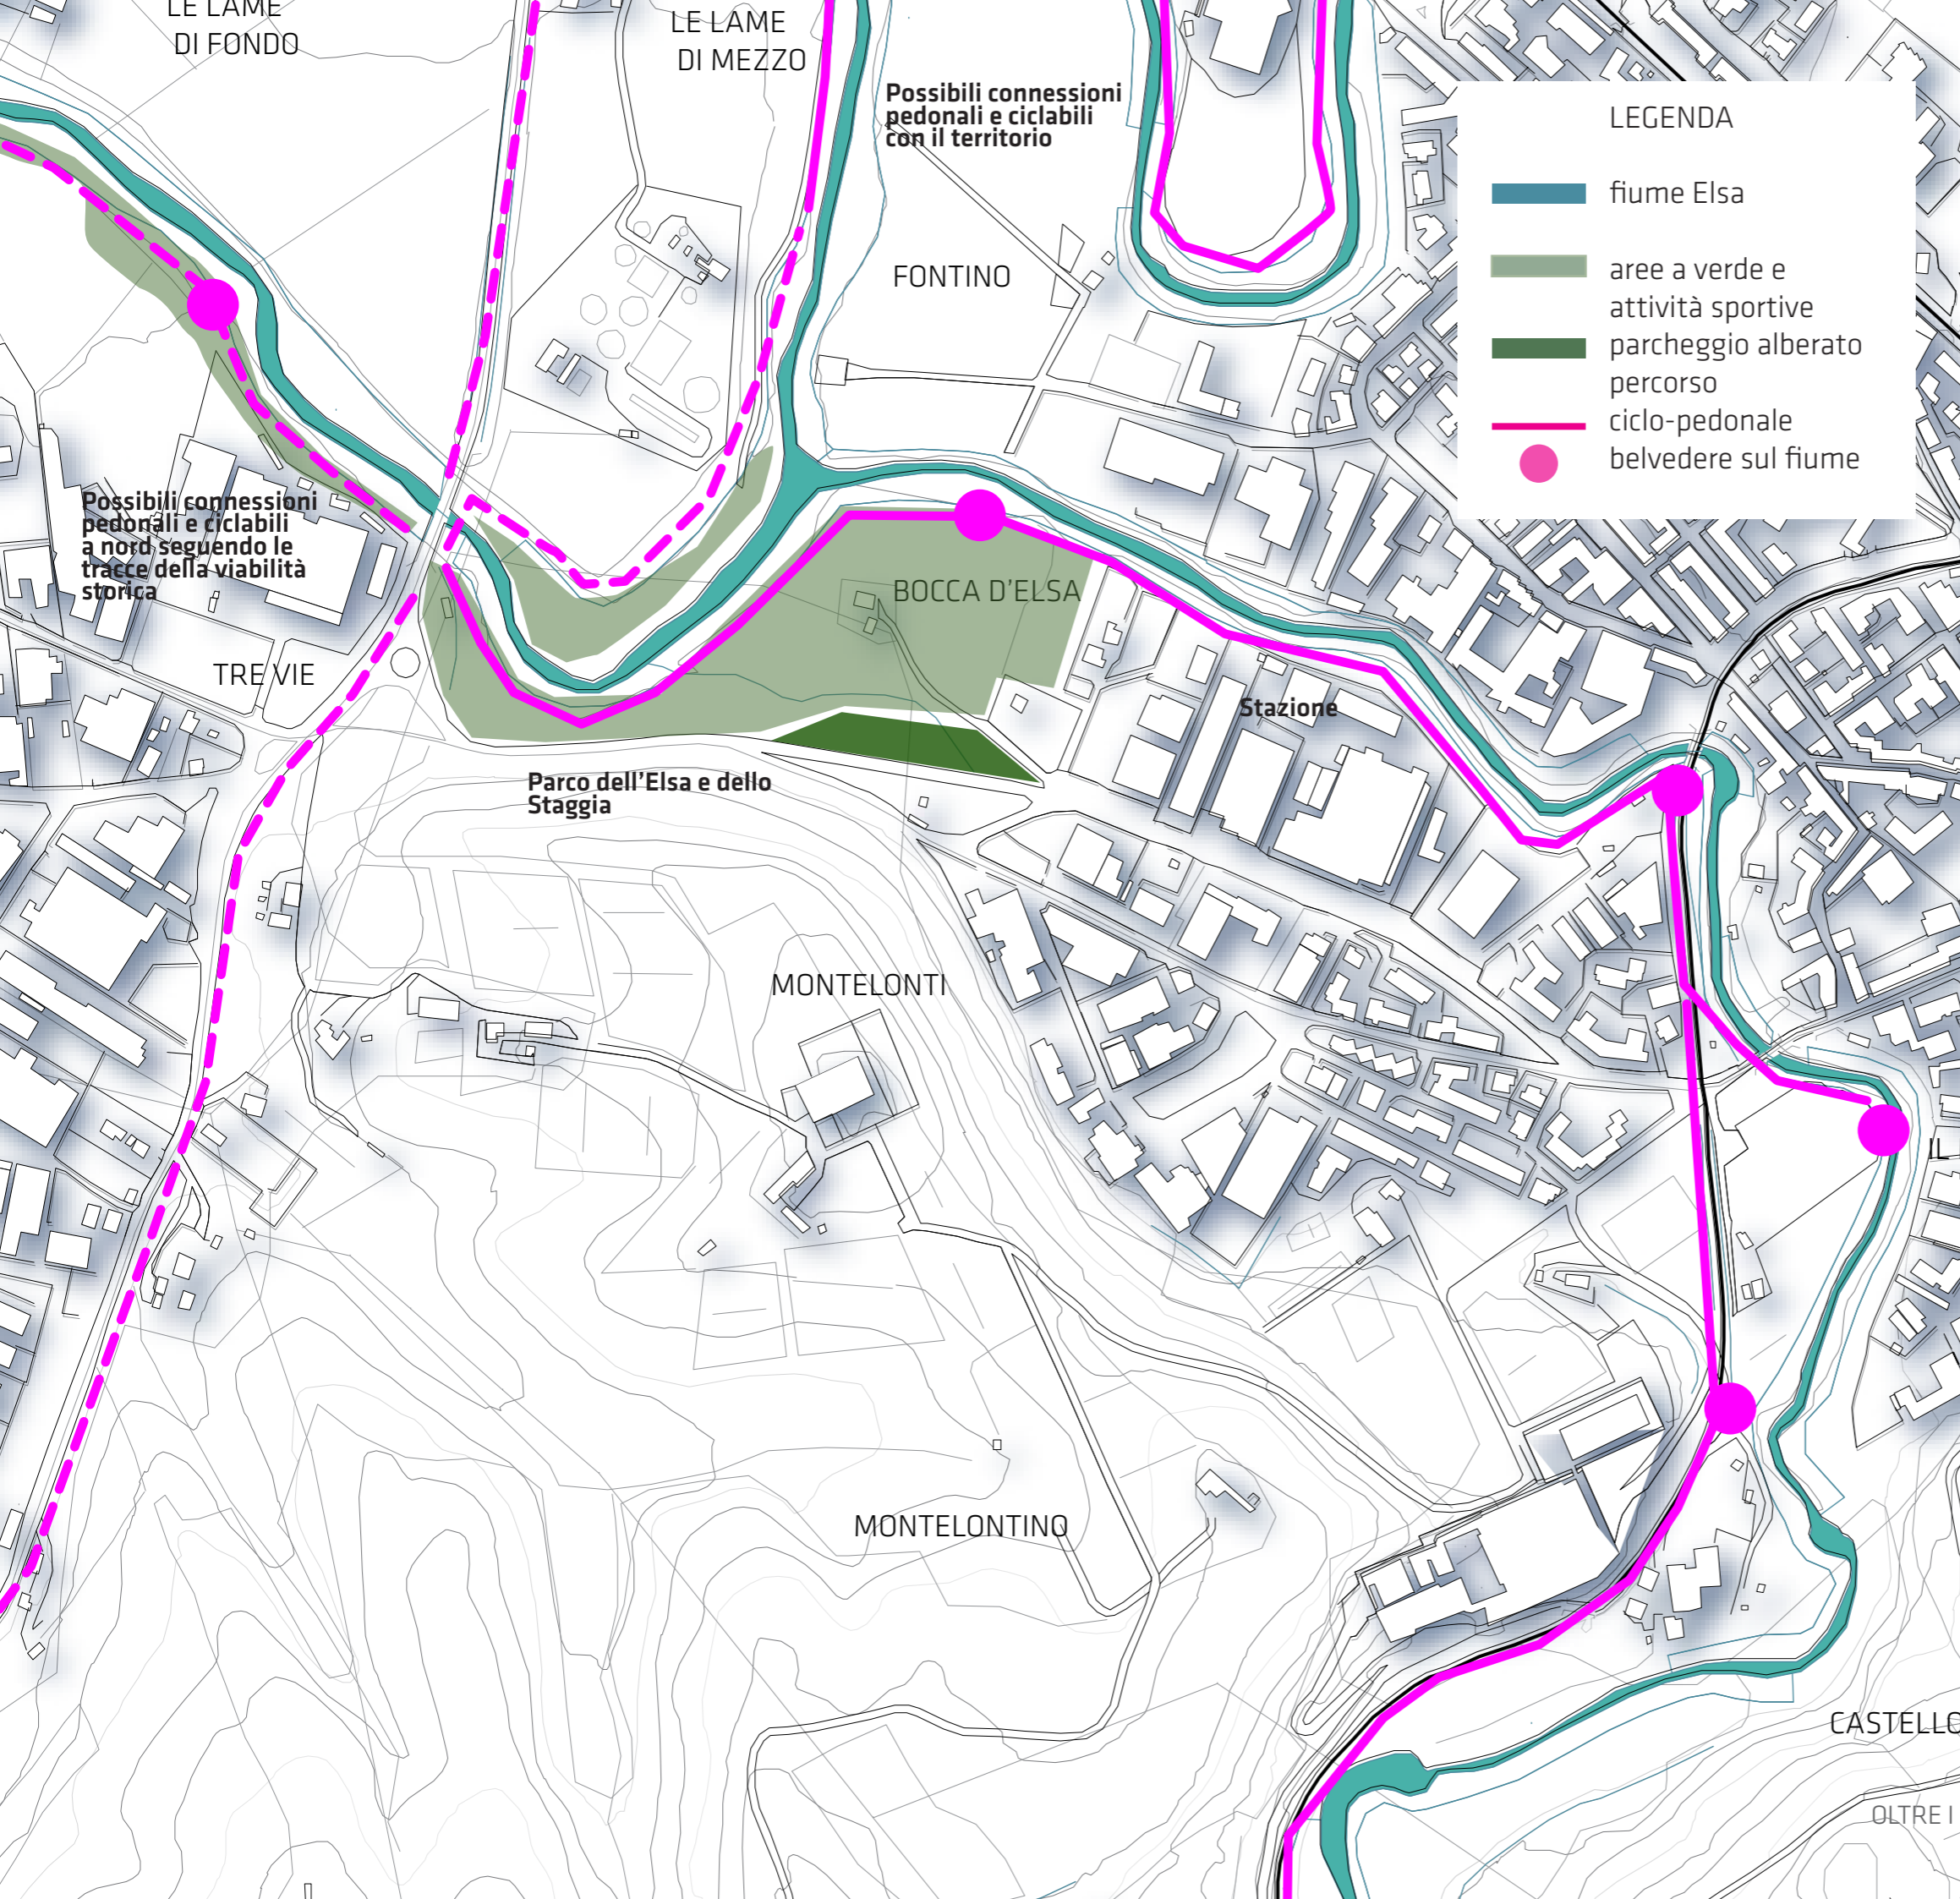 LE LAME
DI FONDO
LE LAME
DI MEZZO
Possibili connessioni
pedonali e ciclabili
con il territorio
LEGENDA
fiume Elsa
aree a verde e
attività sportive
parcheggio alberato
percorso
ciclo-pedonale
belvedere sul fiume
FONTINO
Possibili connessioni
pedonali e ciclabili
a nord seguendo le
tracce della viabilità
storica
BOCCA D'ELSA
TRE VIE
Stazione
Parco dell'Elsa e dello
Staggia
MONTELONTI
IL
MONTELONTINO
CASTELLO
OLTRE I